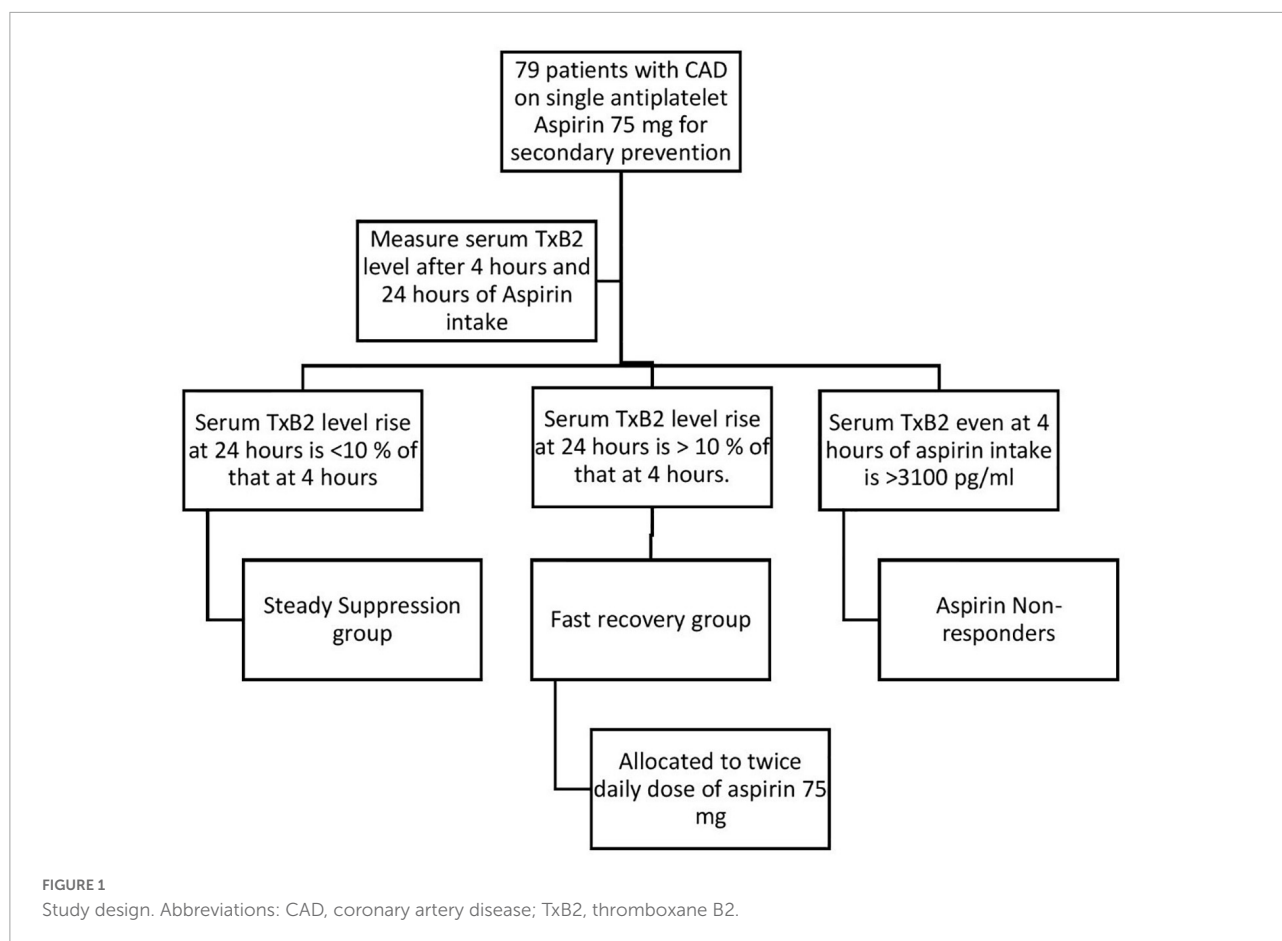 79 patients with CAD
on single antiplatelet
Aspirin 75 mg for
secondary prevention
Measure serum TxB2
level after 4 hours and
24 hours of Aspirin
intake
Serum TxB2 level rise
at 24 hours is <10 % of
that at 4 hours
Serum TxB2 level rise
at 24 hours is > 10 % of
that at 4 hours.
Serum TxB2 even at 4
hours of aspirin intake
is >3100 pg/ml
Steady Suppression
group
Fast recovery group
Aspirin Non-
responders
Allocated to twice
daily dose of aspirin 75
mg
FIGURE 1
Study design. Abbreviations: CAD, coronary artery disease; TxB2, thromboxane B2.